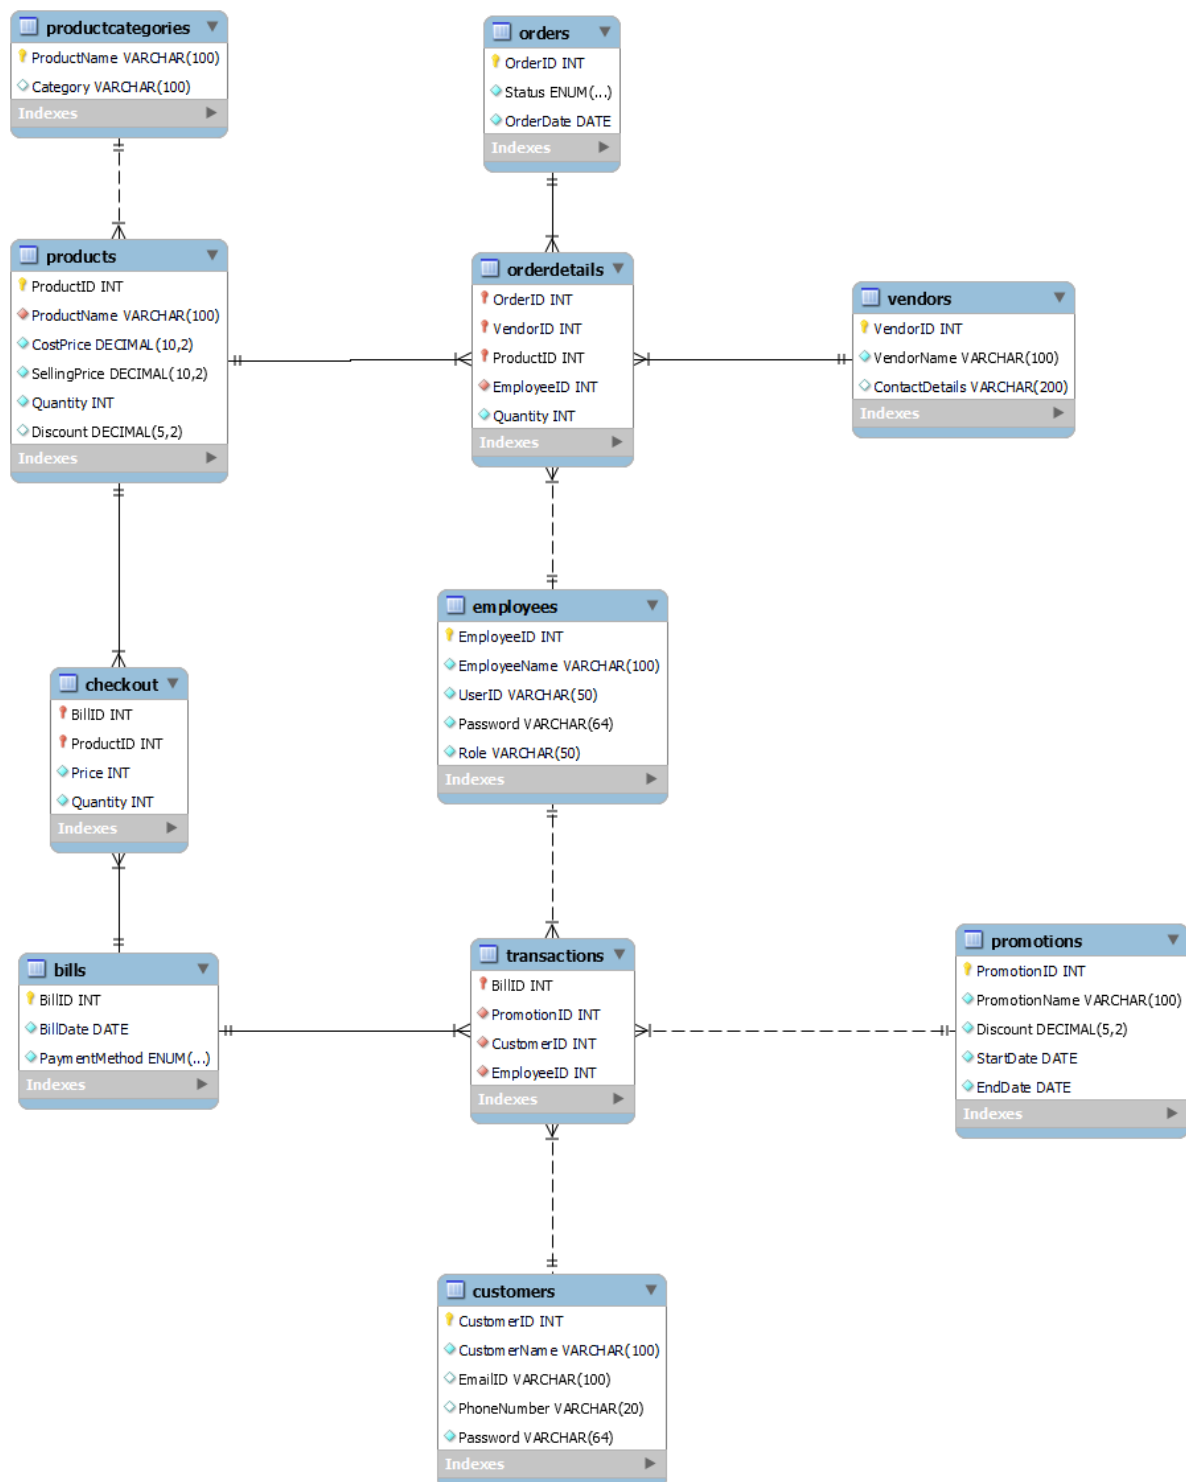 productcategories
ProductName VARCHAR(100)
Category VARCHAR(100)
Indexes
orders
OrderID INT
Status ENUM(...)
OrderDate DATE
Indexes
products
ProductID INT
ProductName VARCHAR(100)
CostPrice DECIMAL(10,2)
SellingPrice DECIMAL(10,2)
Quantity INT
Discount DECIMAL(5,2)
Indexes
orderdetails
OrderID INT
VendorID INT
ProductID INT
EmployeeID INT
Quantity INT
Indexes
vendors
VendorID INT
VendorName VARCHAR(100)
ContactDetails VARCHAR(200)
Indexes
employees
EmployeeID INT
EmployeeName VARCHAR(100)
UserID VARCHAR(50)
Password VARCHAR(64)
Role VARCHAR(50)
Indexes
checkout
BillID INT
ProductID INT
Price INT
Quantity INT
Indexes
bills
BillID INT
BillDate DATE
PaymentMethod ENUM(...)
Indexes
transactions
BillID INT
PromotionID INT
CustomerID INT
EmployeeID INT
Indexes
promotions
PromotionID INT
PromotionName VARCHAR(100)
Discount DECIMAL(5,2)
StartDate DATE
EndDate DATE
Indexes
customers
CustomerID INT
CustomerName VARCHAR(100)
EmailID VARCHAR(100)
PhoneNumber VARCHAR(20)
Password VARCHAR(64)
Indexes